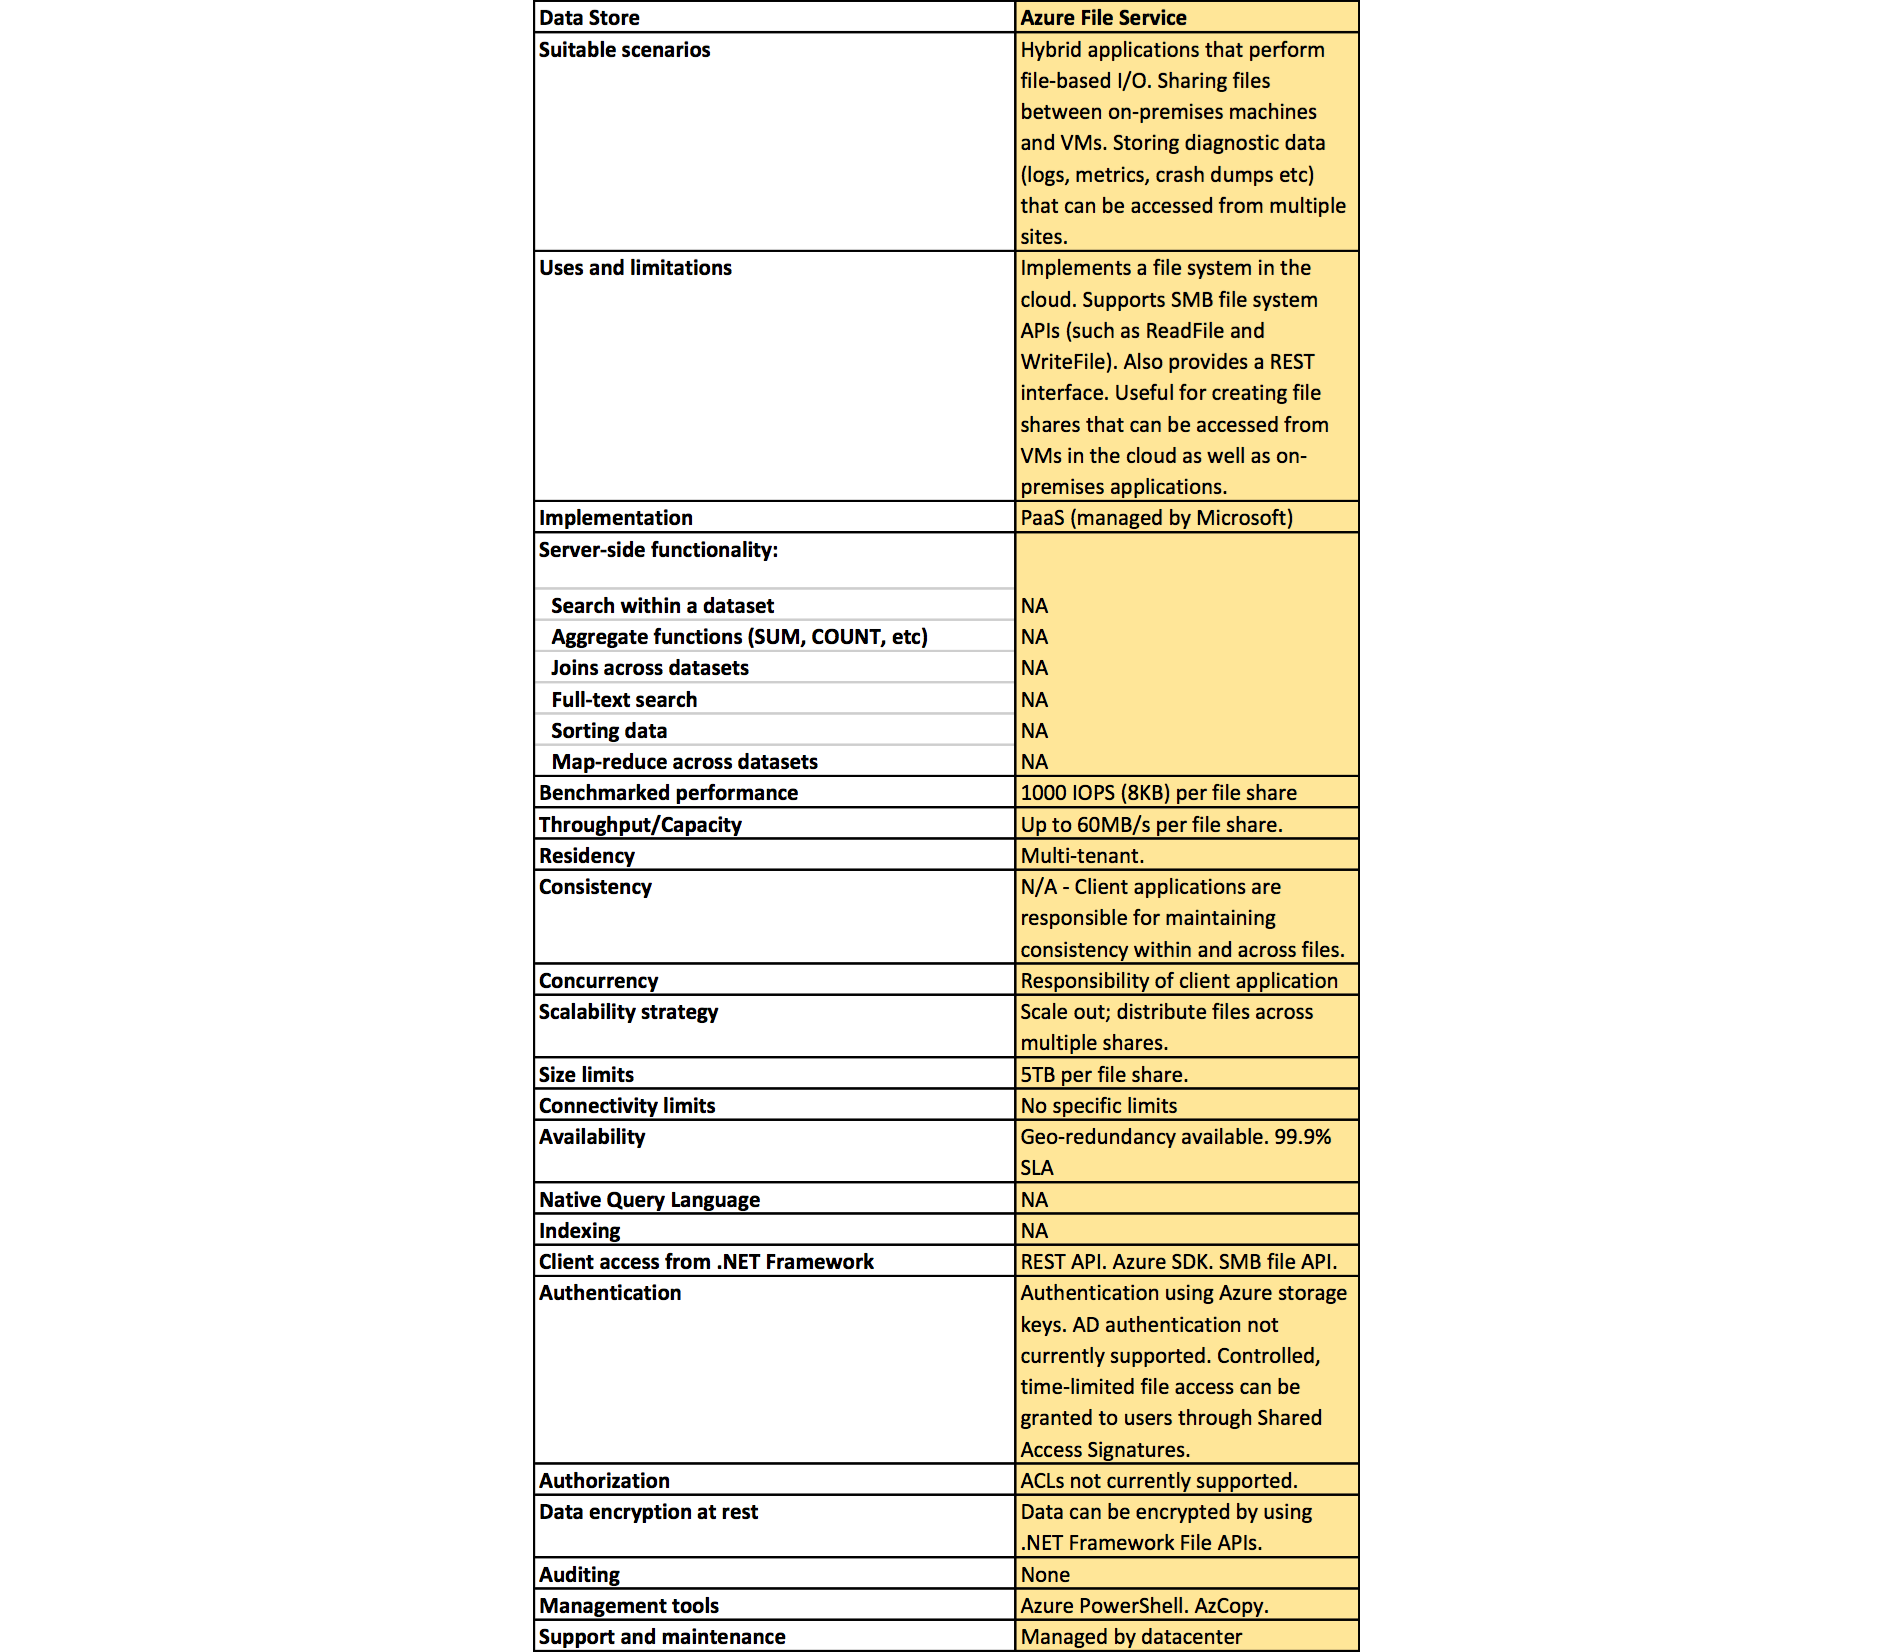 Data Store
Azure File Service
Suitable scenarios
Hybrid applications that perform
file-based I/O. Sharing files
between on-premises machines
and VMs. Storing diagnostic data
(logs, metrics, crash dumps etc)
that can be accessed from multiple
sites.
Uses and limitations
Implements a file system in the
cloud. Supports SMB file system
APIs (such as ReadFile and
WriteFile). Also provides a REST
interface. Useful for creating file
shares that can be accessed from
VMs in the cloud as well as on-
premises applications.
Implementation
PaaS (managed by Microsoft)
Server-side functionality:
Search within a dataset
NA
Aggregate functions (SUM, COUNT, etc)
NA
Joins across datasets
NA
Full-text search
NA
Sorting data
NA
Map-reduce across datasets
NA
Benchmarked performance
1000 IOPS (8KB) per file share
Throughput/Capacity
Up to 60MB/s per file share.
Residency
Multi-tenant.
Consistency
N/A - Client applications are
responsible for maintaining
consistency within and across files.
Concurrency
Responsibility of client application
Scalability strategy
Scale out; distribute files across
multiple shares.
Size limits
5TB per file share.
Connectivity limits
No specific limits
Availability
Geo-redundancy available. 99.9%
SLA
Native Query Language
NA
Indexing
NA
Client access from .NET Framework
REST API. Azure SDK. SMB file API.
Authentication
Authentication using Azure storage
keys. AD authentication not
currently supported. Controlled,
time-limited file access can be
granted to users through Shared
Access Signatures.
Authorization
ACLs not currently supported.
Data encryption at rest
Data can be encrypted by using
.NET Framework File APIs.
Auditing
None
Management tools
Azure PowerShell. AzCopy.
Support and maintenance
Managed by datacenter